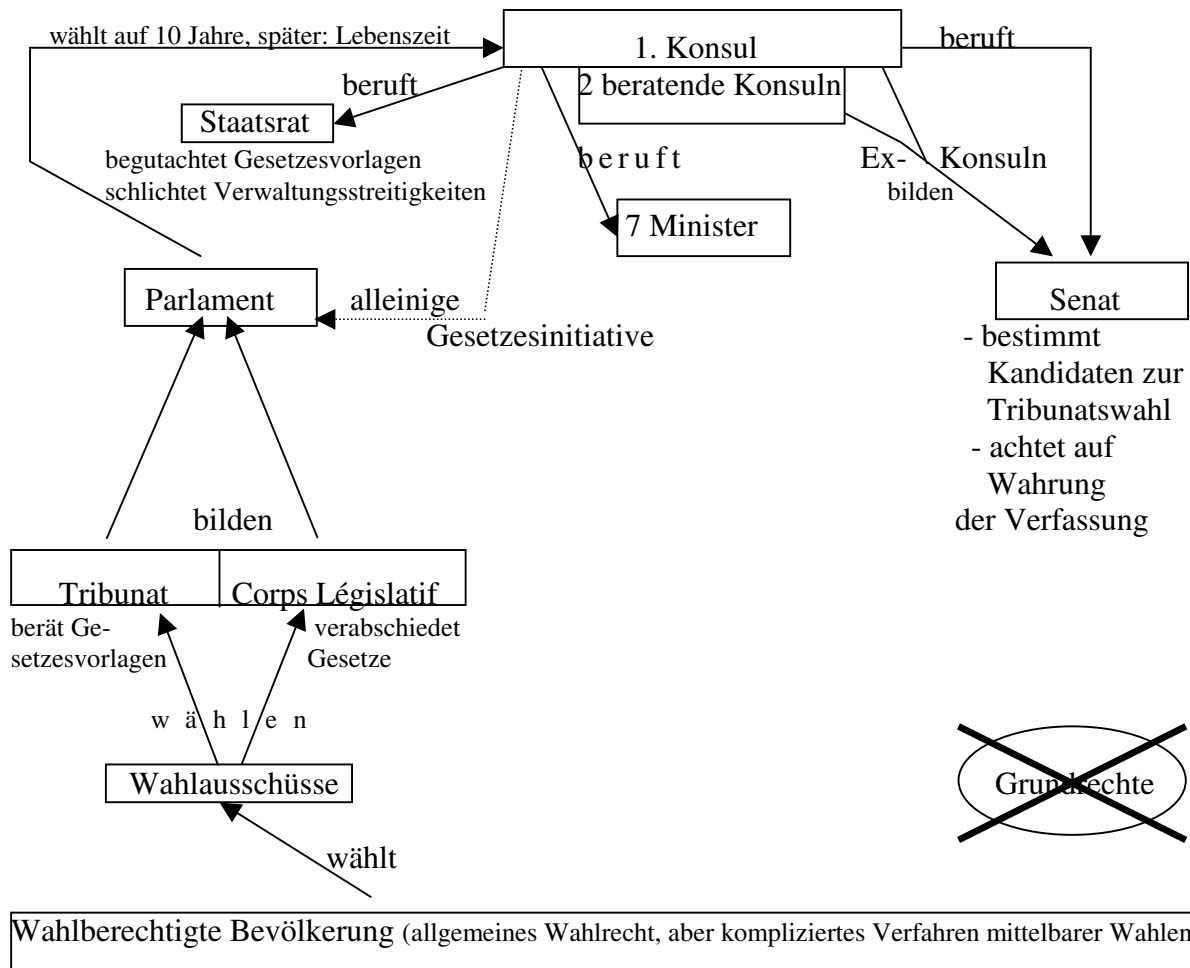 wählt auf 10 Jahre, später: Lebenszeit
1. Konsul
beruft
beruft
2 beratende Konsuln
Staatsrat
begutachtet Gesetzesvorlagen
schlichtet Verwaltungsstreitigkeiten
beruft
Ex- Konsuln
bilden
7 Minister
Parlament
alleinige
Gesetzesinitiative
Senat
- bestimmt
Kandidaten zur
Tribunatswahl
- achtet auf
Wahrung
der Verfassung
bilden
Tribunat
Corps Législatif
berät Ge-
setzesvorlagen
verabschiedet
Gesetze
wählen
Wahlausschüsse
Grundrechte
wählt
Wahlberechtigte Bevölkerung (allgemeines Wahlrecht, aber kompliziertes Verfahren mittelbarer Wahlen